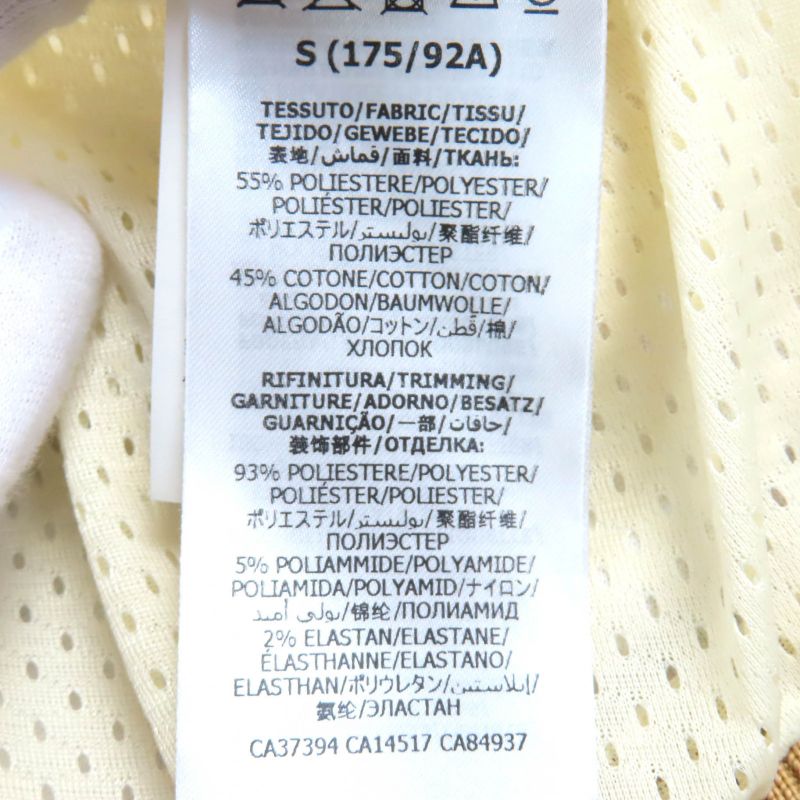 S (175/92A)
TESSUTO/FABRIC/TISSU/
TEJIDO/GEWEBE/TECIDO/
表地/قماش/面料/ТКАНЬ:
55% POLIESTERE/POLYESTER/
POLIÉSTER/POLIESTER/
ポリエステル/بوليستر/聚酯纤维/
ПОЛИЭСТЕР
45% COTONE/COTTON/COTON/
ALGODON/BAUMWOLLE/
ALGODÃO/コットン/قطن/棉/
ХЛОПОК
RIFINITURA/TRIMMING/
GARNITURE/ADORNO/BESATZ/
GUARNIÇÃO/一部/حافات/
装饰部件/ОТДЕЛКА:
93% POLIESTERE/POLYESTER/
POLIÉSTER/POLIESTER/
ポリエステル/بوليستر/聚酯纤维/
ПОЛИЭСТЕР
5% POLIAMMIDE/POLYAMIDE/
POLIAMIDA/POLYAMID/ナイロン/
بولي أميد/锦纶/ПОЛИАМИД
2% ELASTAN/ELASTANE/
ÉLASTHANNE/ELASTANO/
ELASTHAN/ポリウレタン/إيلاستين/
氨纶/ЭЛАСТАН
CA37394 CA14517 CA84937